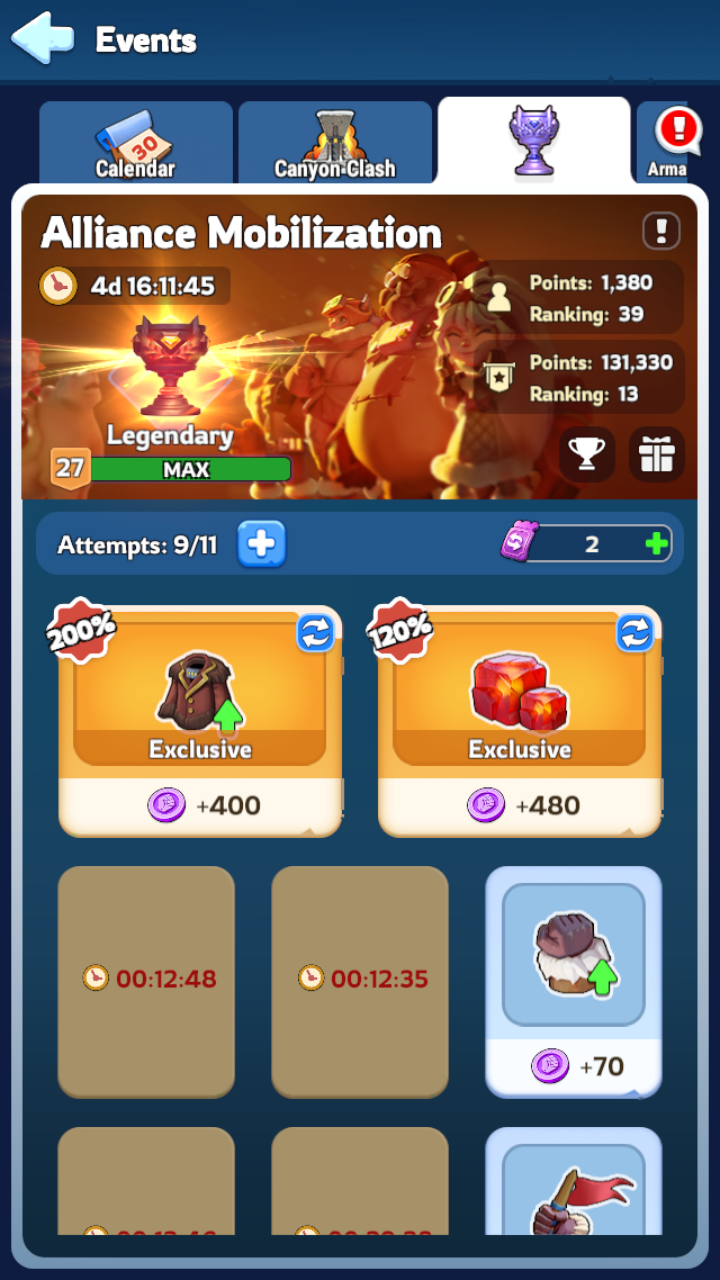 Events
30
Calendar
Canyon Clash
Arma
Alliance Mobilization
4d 16:11:45
Points: 1,380
Ranking: 39
Points: 131,330
Ranking: 13
Legendary
27
MAX
Attempts: 9/11
2
200%
Exclusive
+400
120%
Exclusive
+480
00:12:48
00:12:35
+70